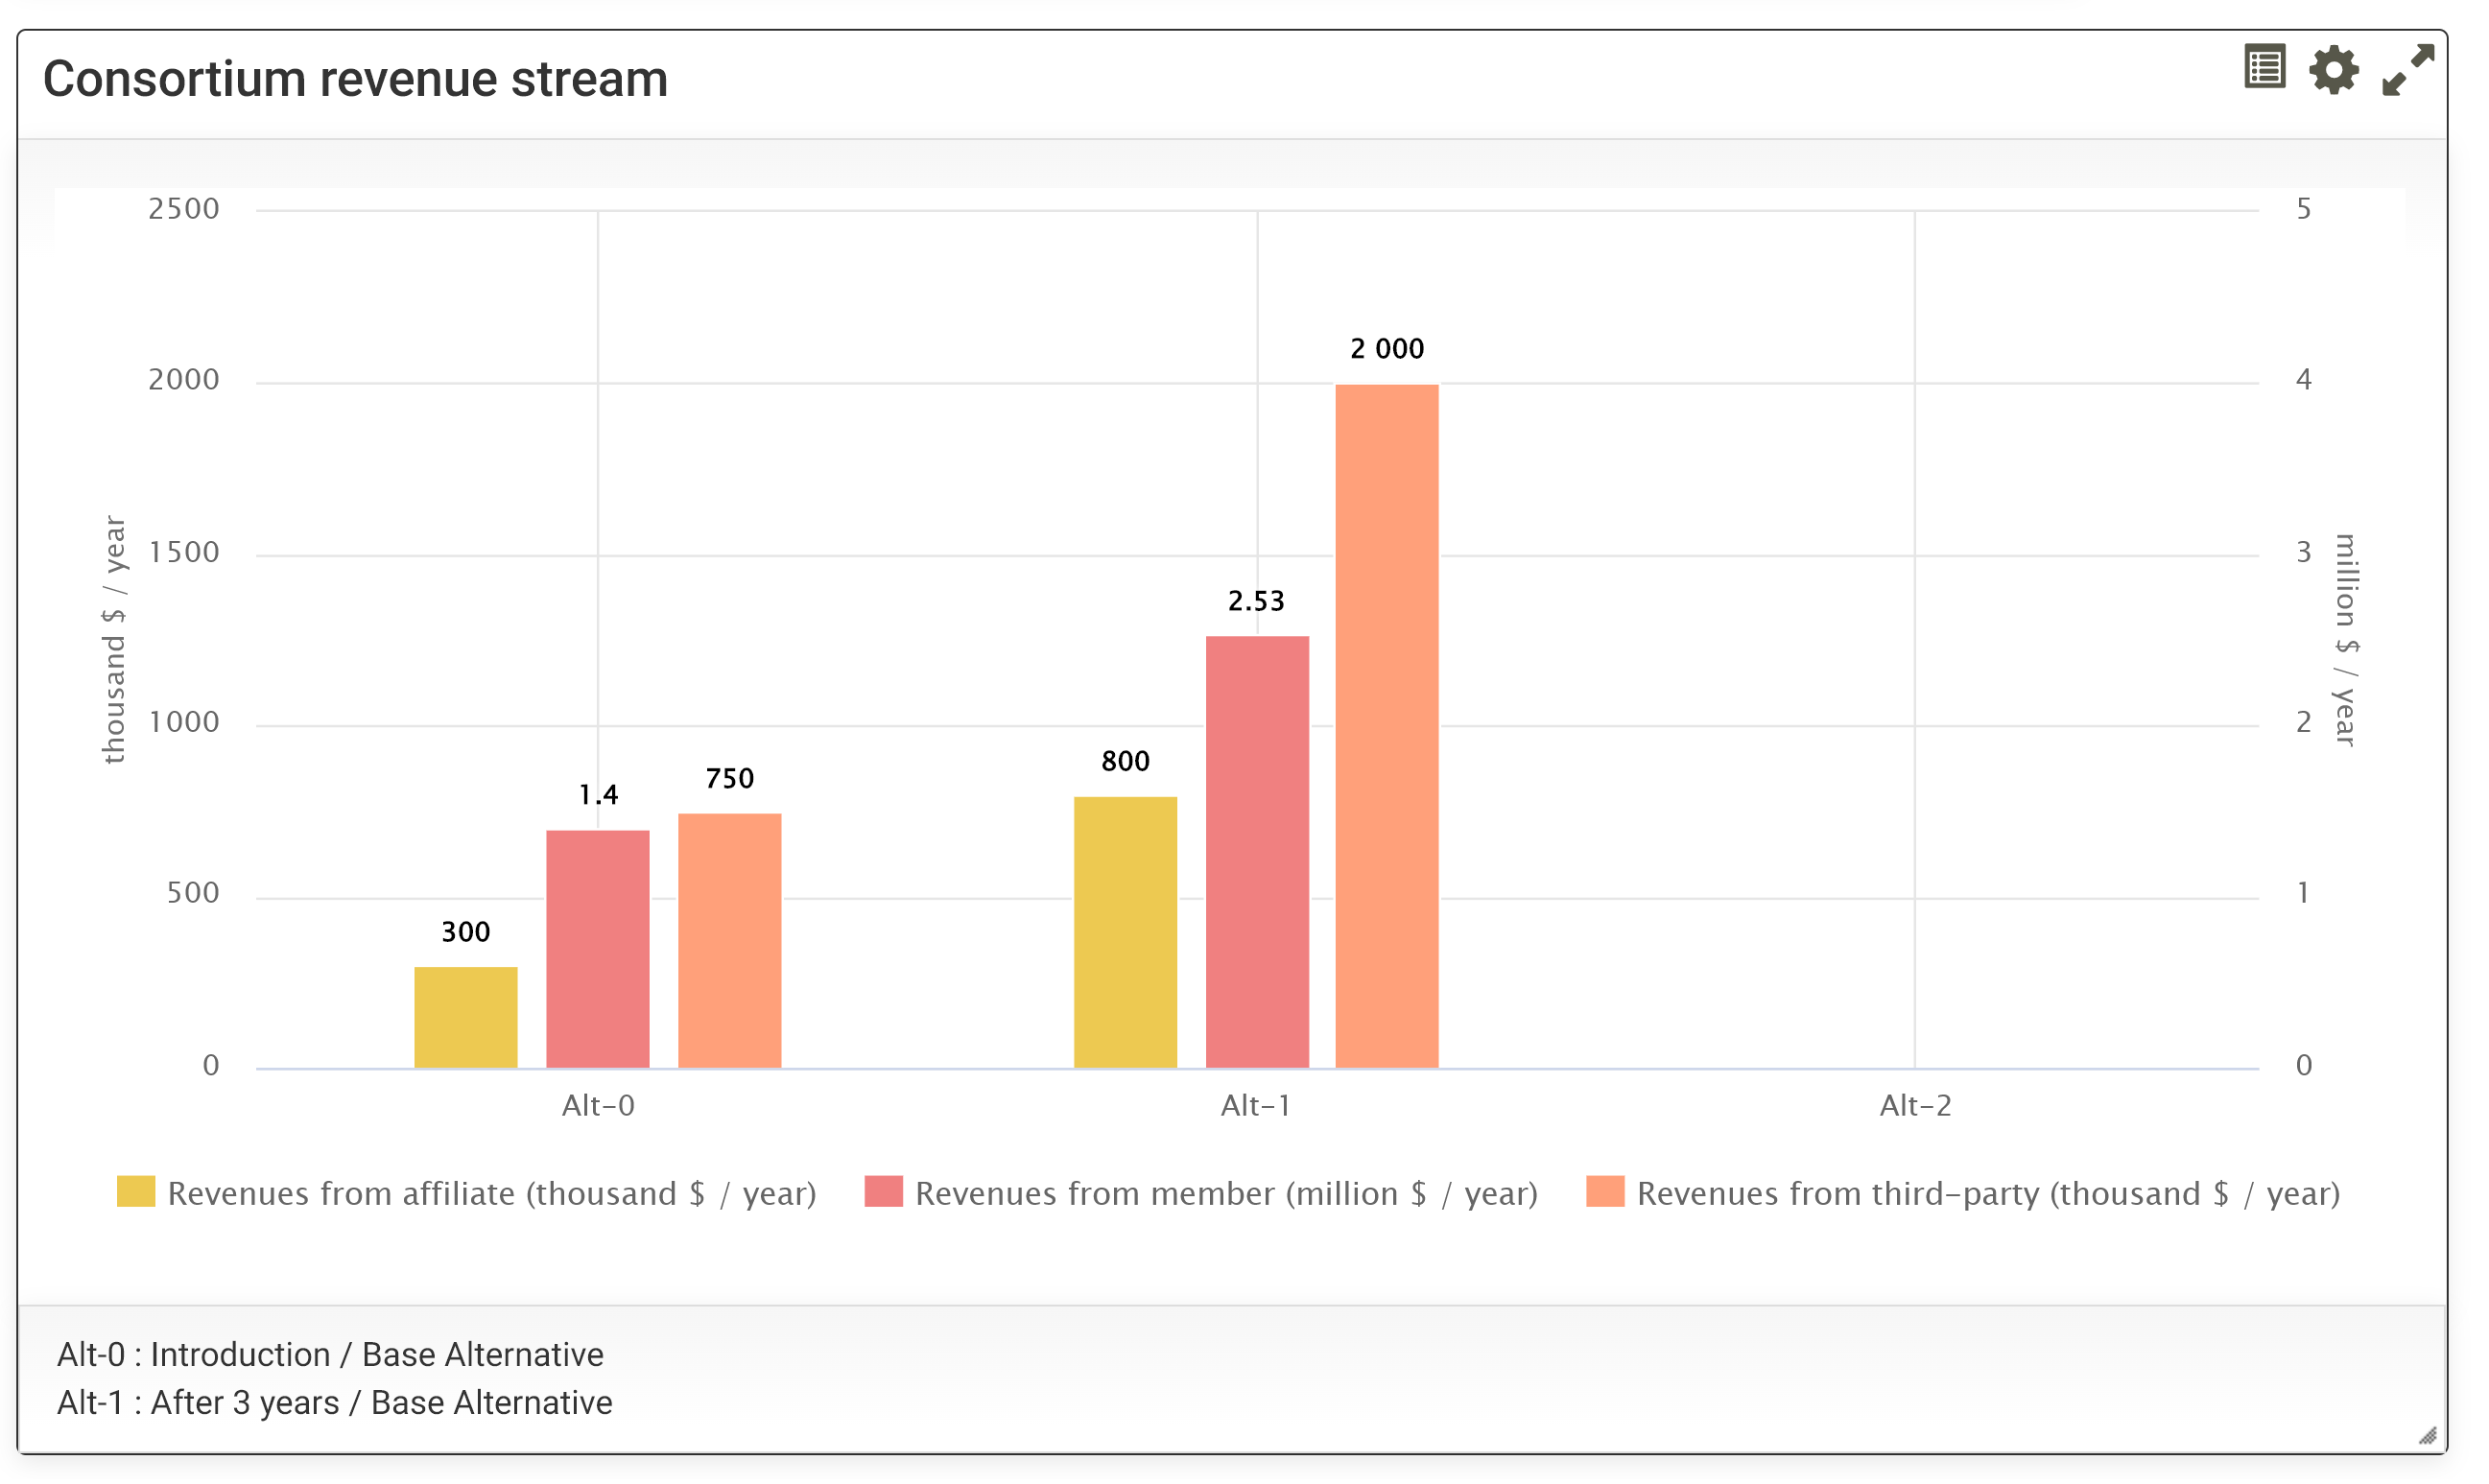 Consortium revenue stream
2500
5
2 000
2000
4
thousand $ / year
1500
3
million $ / year
2.53
1000
2
800
750
1.4
500
1
300
0
0
Alt-0
Alt-1
Alt-2
Revenues from affiliate (thousand $ / year)
Revenues from member (million $ / year)
Revenues from third-party (thousand $ / year)
Alt-0 : Introduction / Base Alternative
Alt-1 : After 3 years / Base Alternative